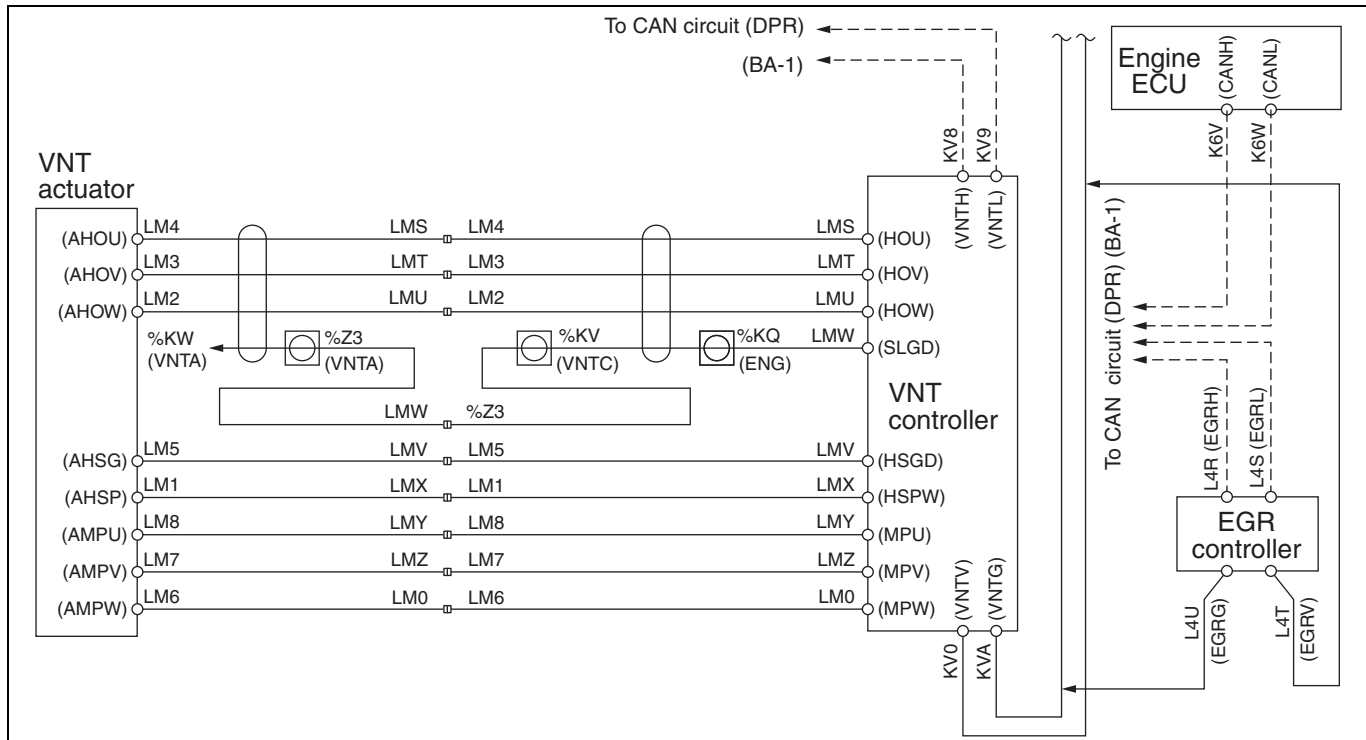 To CAN circuit (DPR)
(BA-1)
Engine
ECU
(CANH)
(CANL)
K6V
K6W
KV8
KV9
(VNTH)
(VNTL)
VNT
actuator
(AHOU) LM4 LMS LM4 LMS (HOU)
(AHOV) LM3 LMT LM3 LMT (HOV)
(AHOW) LM2 LMU LM2 LMU (HOW)
%KW
(VNTA)
%Z3
(VNTA)
%KV
(VNTC)
%KQ
(ENG)
LMW (SLGD)
VNT
controller
LMW %Z3
(AHSG) LM5 LMV LM5 LMV (HSGD)
(AHSP) LM1 LMX LM1 LMX (HSPW)
(AMPU) LM8 LMY LM8 LMY (MPU)
(AMPV) LM7 LMZ LM7 LMZ (MPV)
(AMPW) LM6 LM0 LM6 LM0 (MPW)
(VNTV)
(VNTG)
KV0
KVA
To CAN circuit (DPR) (BA-1)
L4R (EGRH)
L4S (EGRL)
EGR
controller
L4U
(EGRG)
L4T
(EGRV)